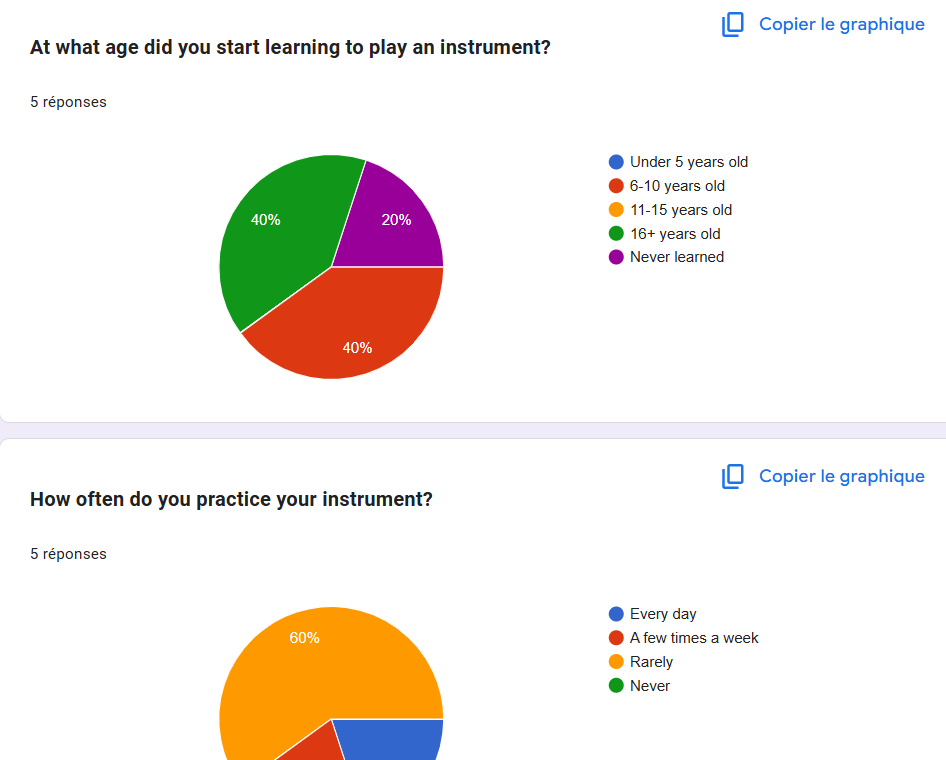 Copier le graphique
At what age did you start learning to play an instrument?
5 réponses
Under 5 years old
6-10 years old
11-15 years old
16+ years old
Never learned
40%
20%
40%
Copier le graphique
How often do you practice your instrument?
5 réponses
Every day
A few times a week
Rarely
Never
60%